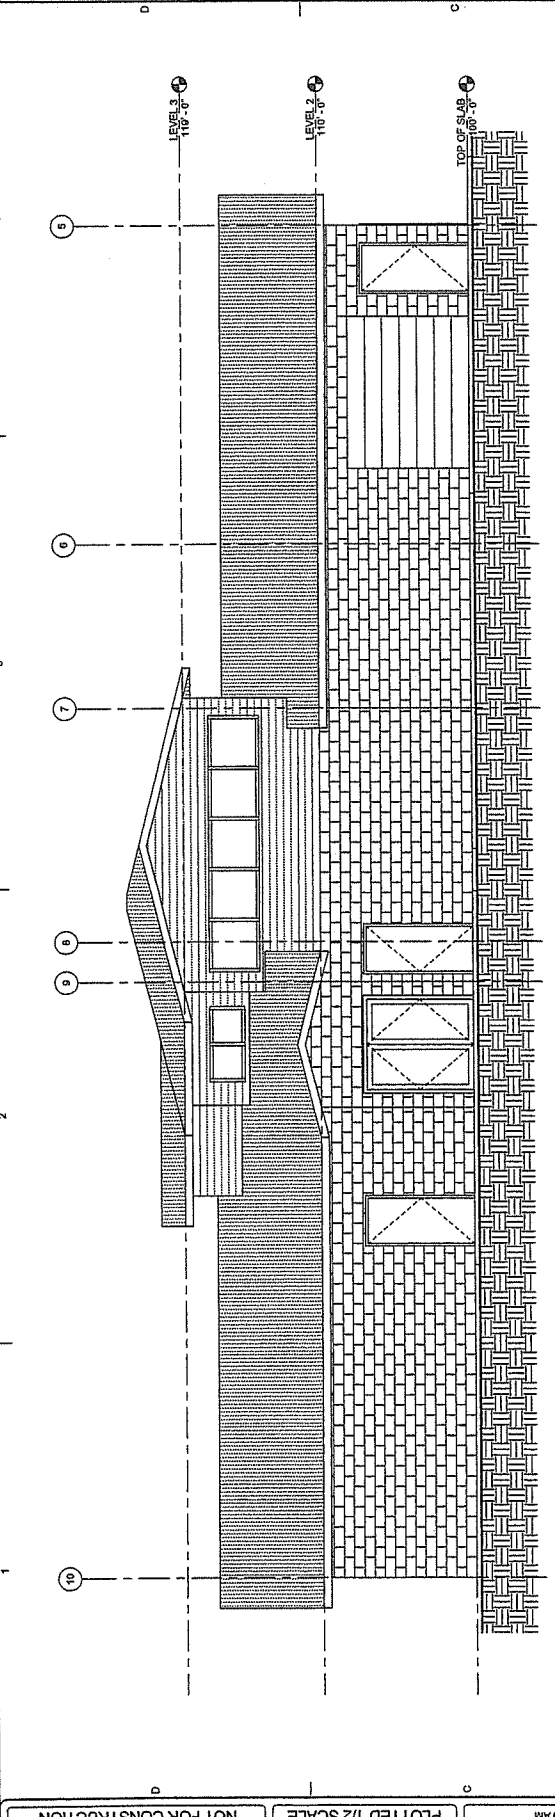 D
C
LEVEL 3
119' - 0"
LEVEL 2
110' - 0"
TOP OF SLAB
100' - 0"
5
6
7
8
9
10
2
1
D
C
NOT FOR CONSTRUCTION
PLOTTED 1/2 SCALE
AM